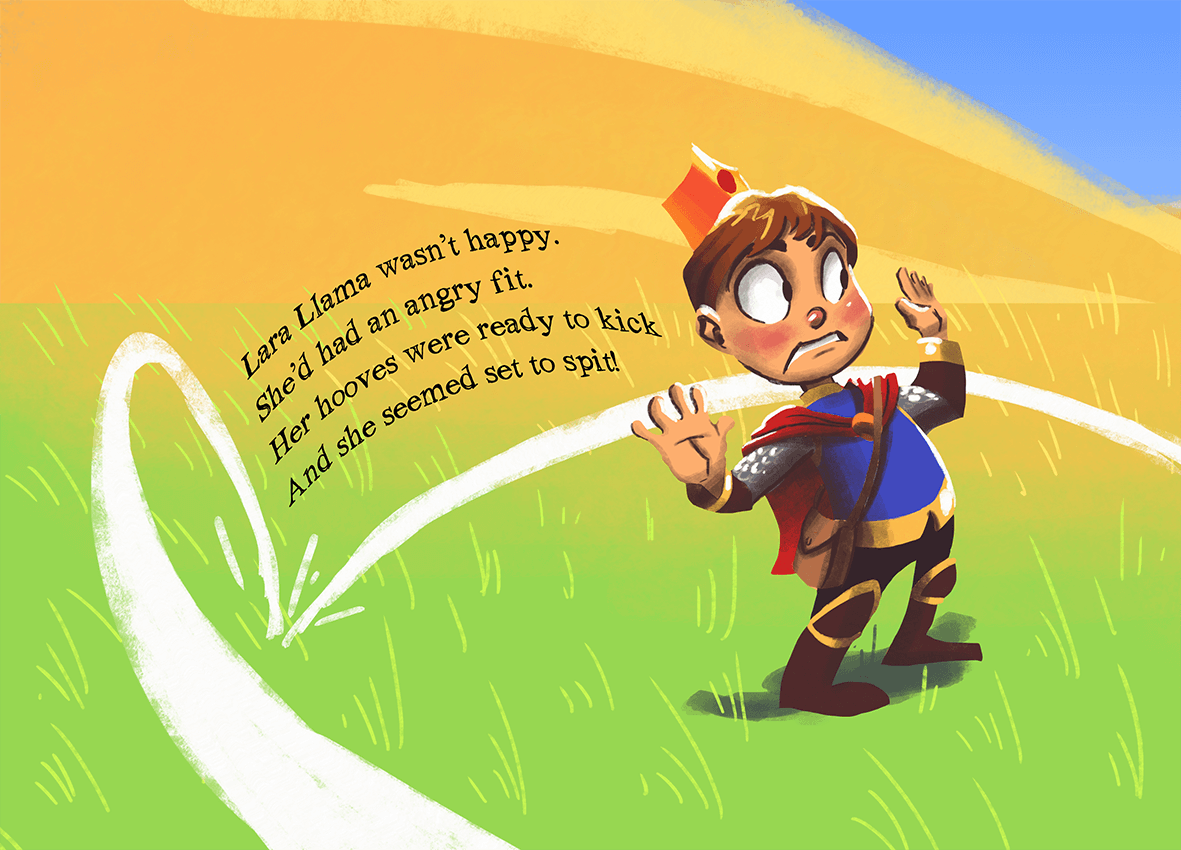 Lara Llama wasn't happy.
She'd had an angry fit.
Her hooves were ready to kick
And she seemed set to spit!